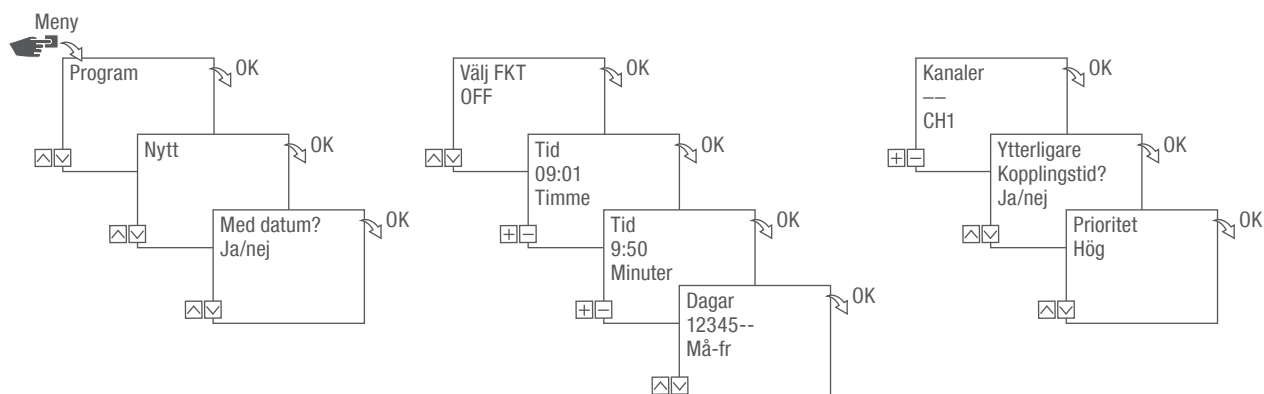 Meny
Program
OK
Nytt
OK
Med datum?
Ja/nej
OK
Välj FKT
OFF
OK
Tid
09:01
Timme
OK
Tid
9:50
Minuter
OK
Dagar
12345--
Må-fr
OK
Kanaler
––
CH1
OK
Ytterligare
Kopplingstid?
Ja/nej
OK
Prioritet
Hög
OK